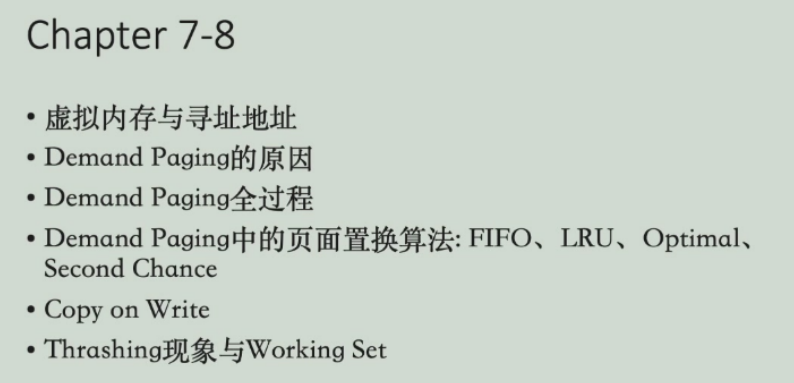 Chapter 7-8
• 虚拟内存与寻址地址
• Demand Paging的原因
• Demand Paging全过程
• Demand Paging中的页面置换算法: FIFO、LRU、Optimal、
Second Chance
• Copy on Write
• Thrashing现象与Working Set